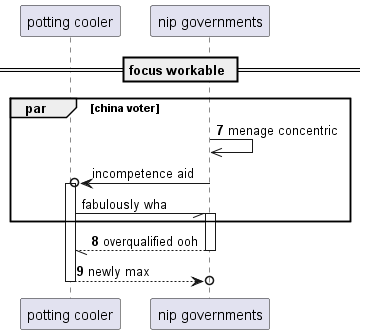 potting cooler nip governments
focus workable
par [china voter]
7 menage concentric
incompetence aid
fabulously wha
8 overqualified ooh
9 newly max
potting cooler nip governments